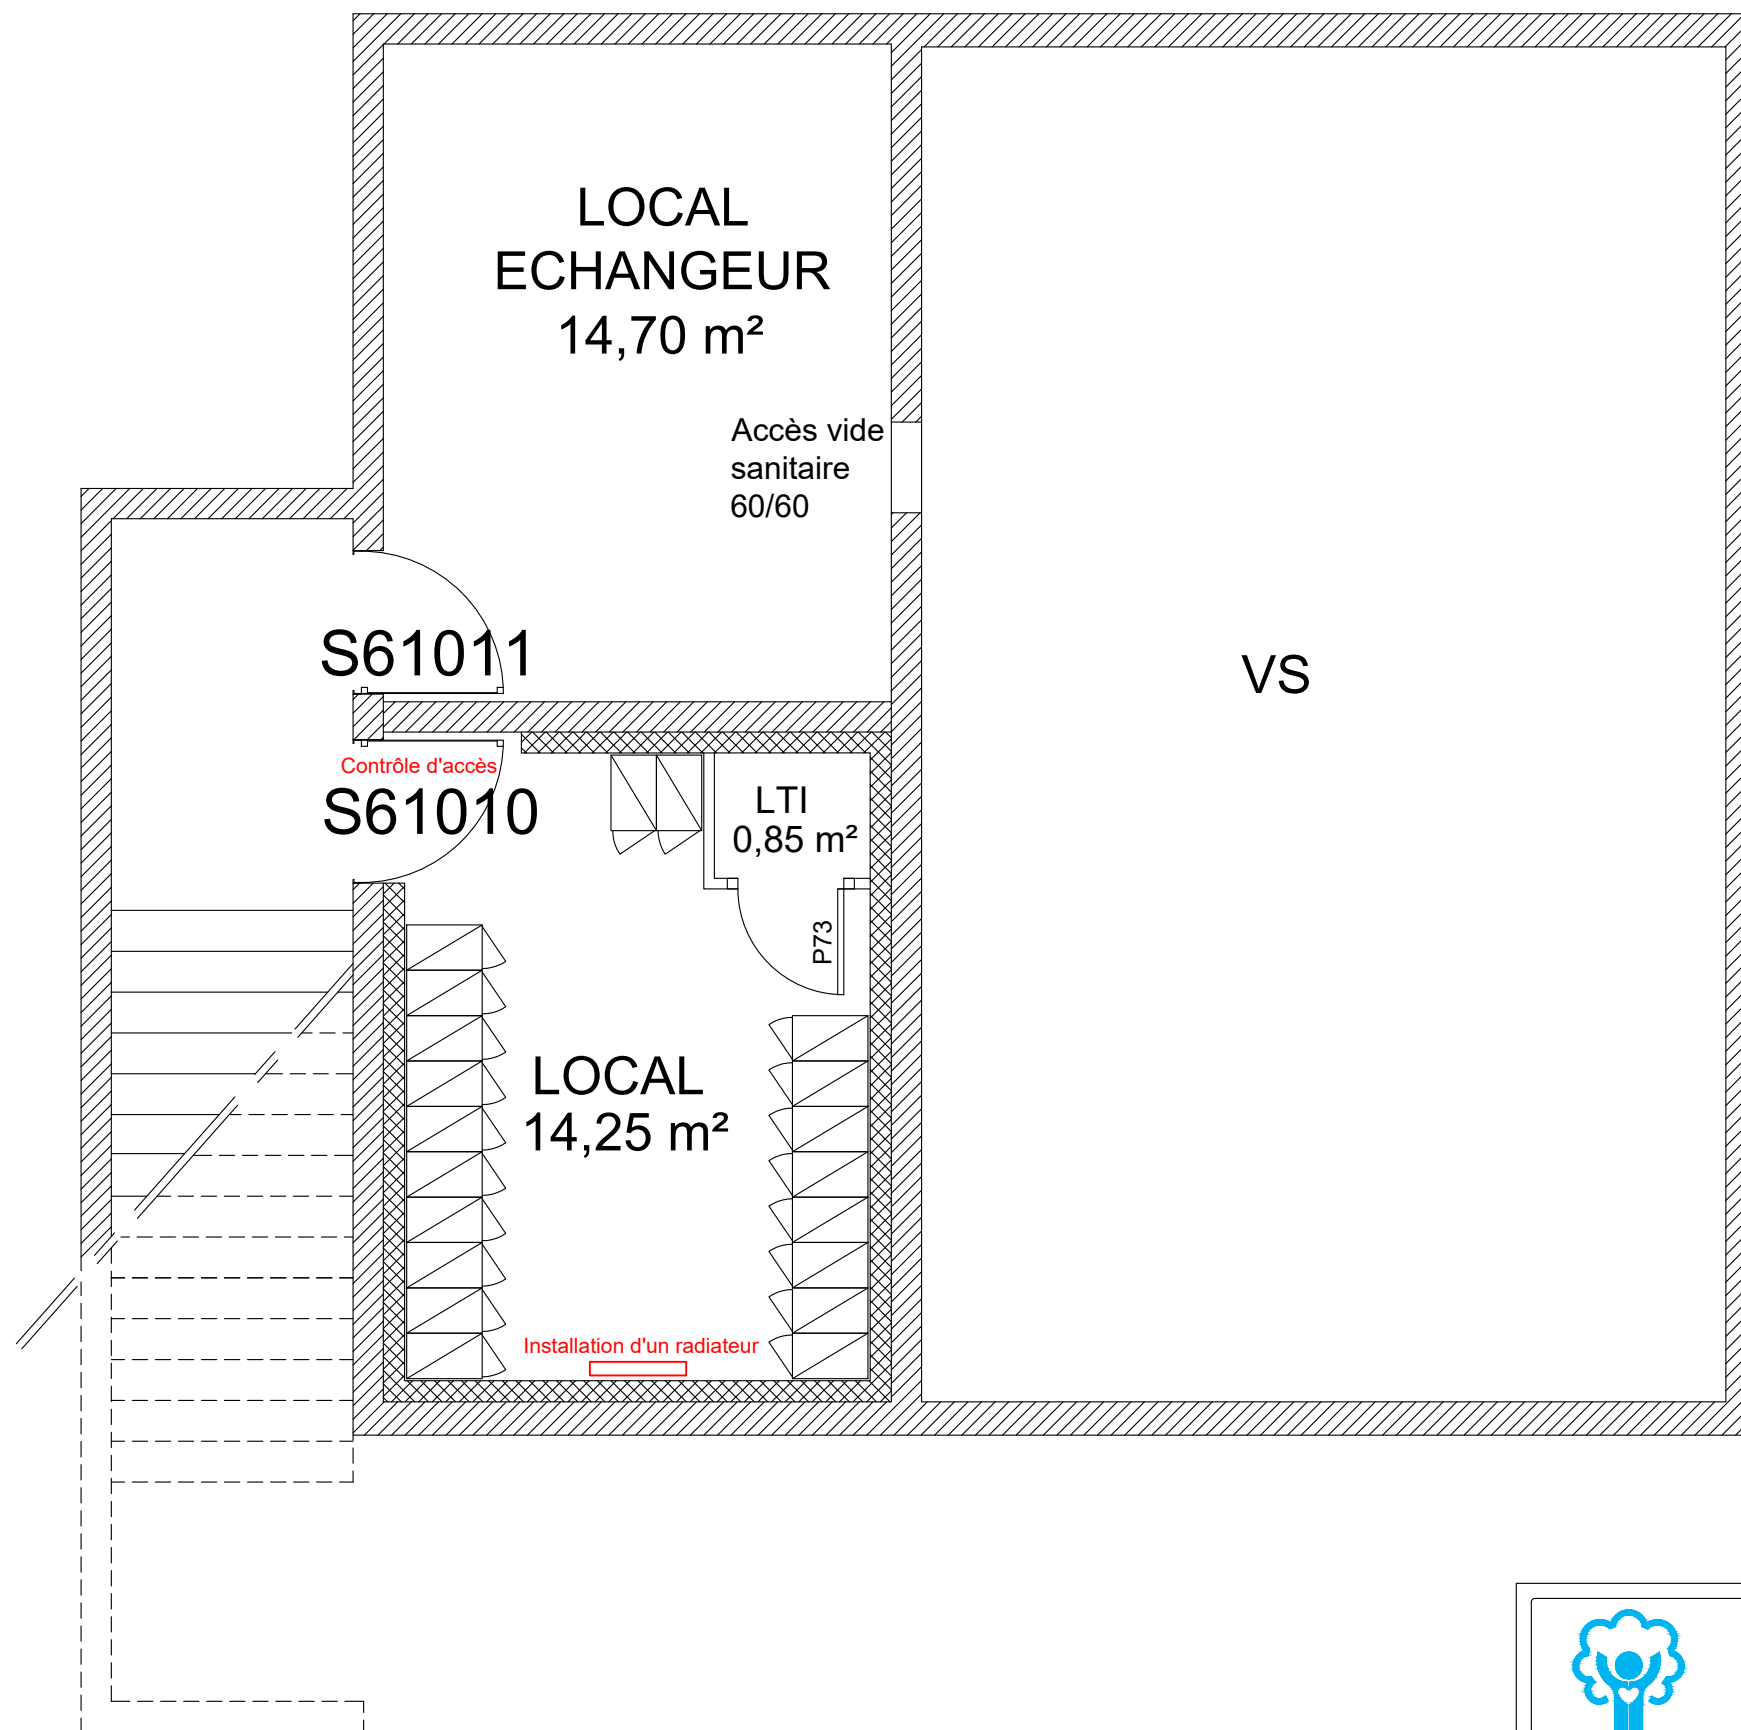 LOCAL
ECHANGEUR
14,70 m²
Accès vide
sanitaire
60/60
S61011
VS
Contrôle d'accès
S61010
LTI
0,85 m²
P73
LOCAL
14,25 m²
Installation d'un radiateur